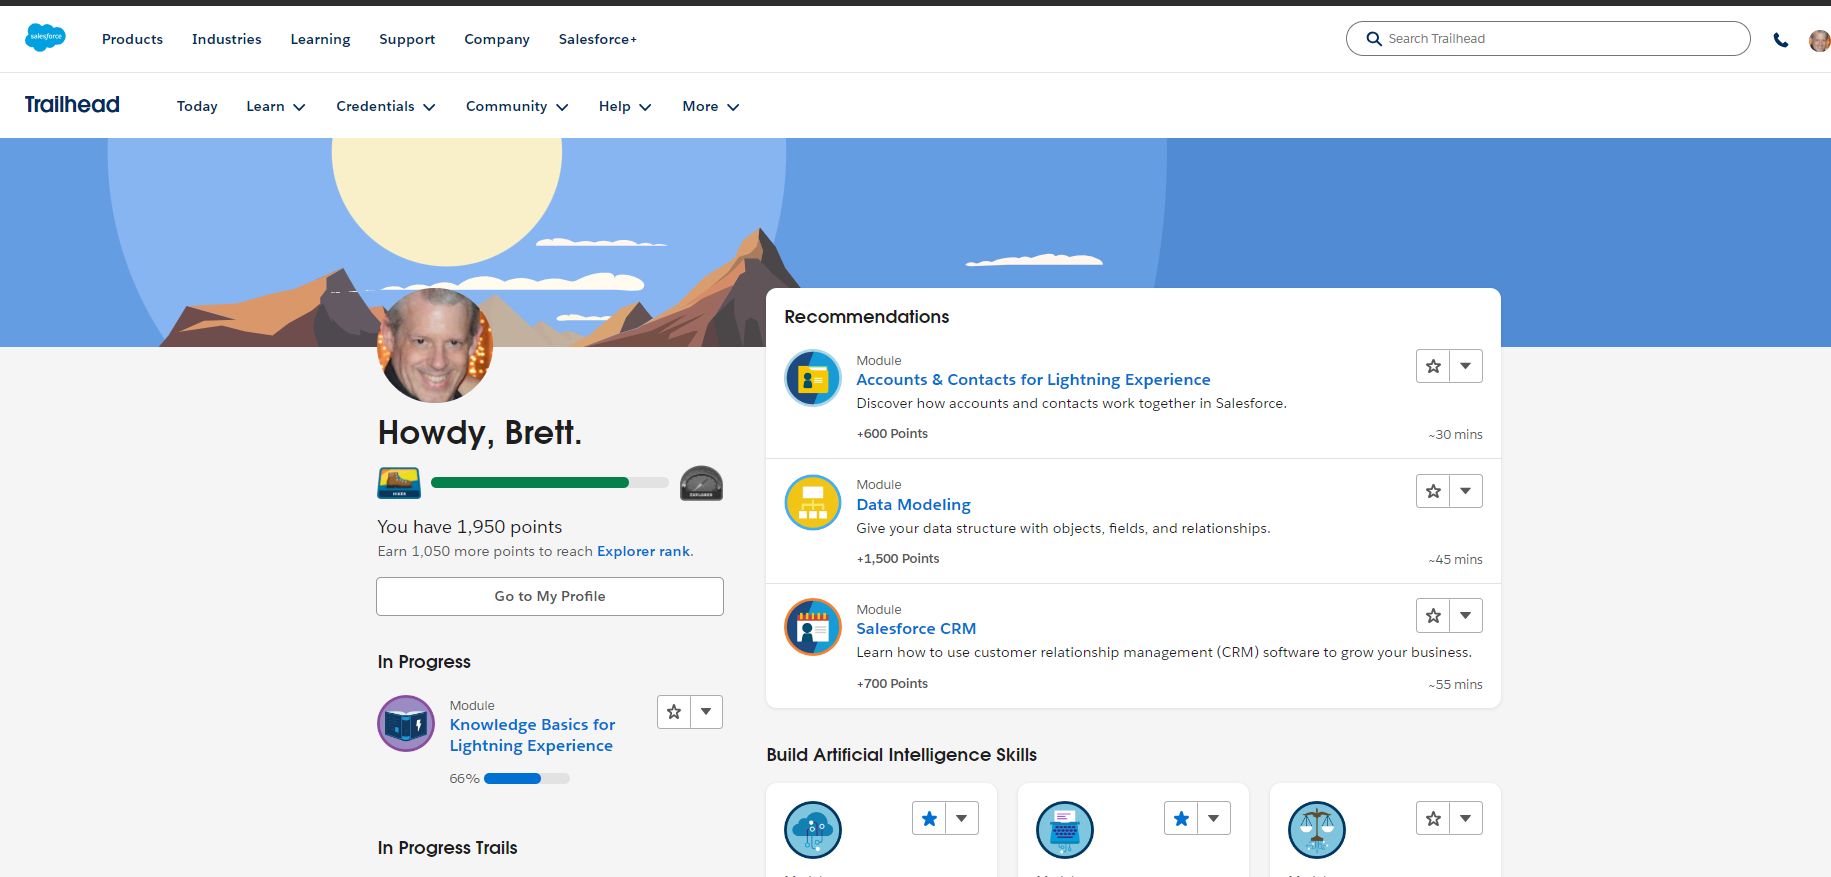 salesforce
Products Industries Learning Support Company Salesforce+
Search Trailhead
Trailhead
Today Learn Credentials Community Help More
Howdy, Brett.
HIKER
EXPLORER
You have 1,950 points
Earn 1,050 more points to reach Explorer rank.
Go to My Profile
In Progress
Module
Knowledge Basics for
Lightning Experience
66%
In Progress Trails
Recommendations
Module
Accounts & Contacts for Lightning Experience
Discover how accounts and contacts work together in Salesforce.
+600 Points
~30 mins
Module
Data Modeling
Give your data structure with objects, fields, and relationships.
+1,500 Points
~45 mins
Module
Salesforce CRM
Learn how to use customer relationship management (CRM) software to grow your business.
+700 Points
~55 mins
Build Artificial Intelligence Skills